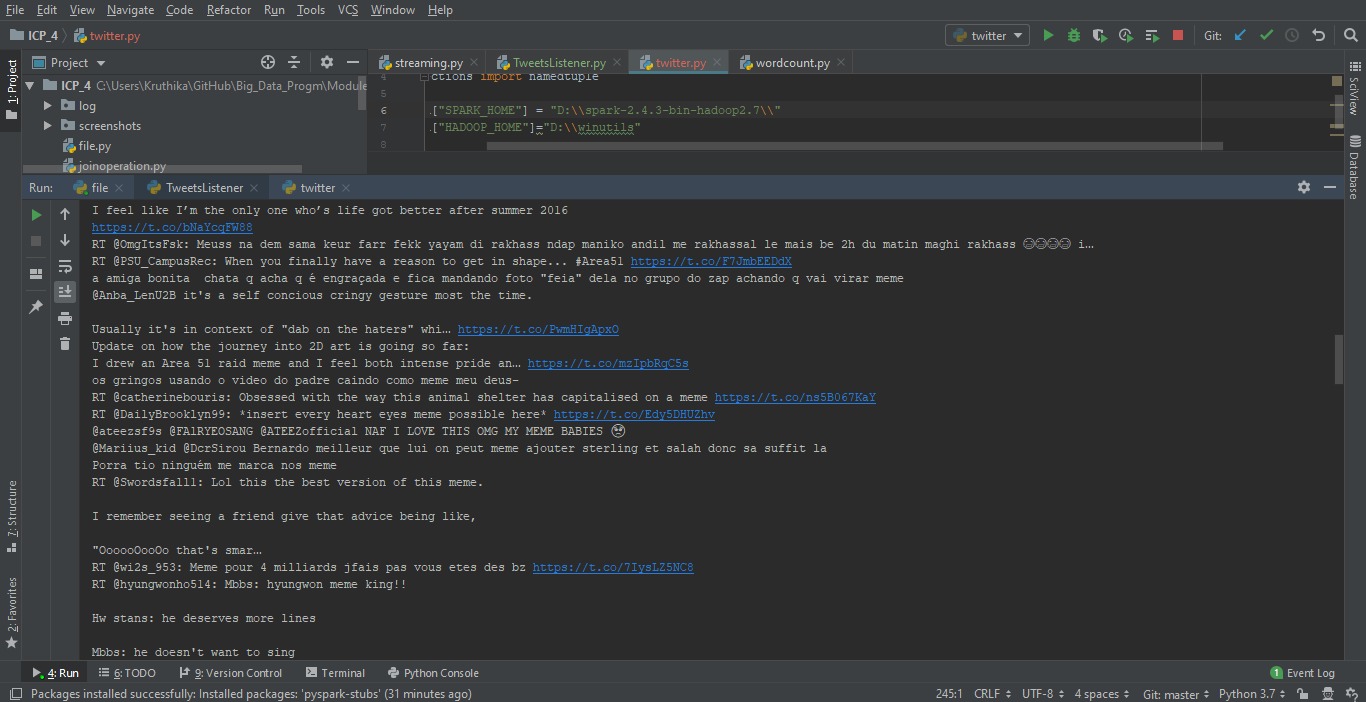 File Edit View Navigate Code Refactor Run Tools VCS Window Help
ICP_4 twitter.py twitter Git:
1: Project Project streaming.py TweetsListener.py twitter.py wordcount.py SciView
ICP_4 C:\Users\Kruthika\GitHub\Big_Data_Progm\Module
log
screenshots
file.py
joinoperation.py
4 ctions import namedtuple
5
6 .["SPARK_HOME"] = "D:\\spark-2.4.3-bin-hadoop2.7\\"
7 .["HADOOP_HOME"]="D:\\winutils"
8
Database
Run: file TweetsListener twitter
I feel like I’m the only one who’s life got better after summer 2016
https://t.co/bNaYcqFW88
RT @OmgItsFsk: Meuss na dem sama keur farr fekk yayam di rakhass ndap maniko andil me rakhassal le mais be 2h du matin maghi rakhass 😂😂😂😂 i…
RT @PSU_CampusRec: When you finally have a reason to get in shape... #Area51 https://t.co/F7JmbEEDdX
a amiga bonita  chata q acha q é engraçada e fica mandando foto "feia" dela no grupo do zap achando q vai virar meme
@Anba_LenU2B it's a self concious cringy gesture most the time.
Usually it's in context of "dab on the haters" whi… https://t.co/PwmHIgApxO
Update on how the journey into 2D art is going so far:
I drew an Area 51 raid meme and I feel both intense pride an… https://t.co/mzIpbRqC5s
os gringos usando o video do padre caindo como meme meu deus-
RT @catherinebouris: Obsessed with the way this animal shelter has capitalised on a meme https://t.co/ns5B067KaY
RT @DailyBrooklyn99: *insert every heart eyes meme possible here* https://t.co/Edy5DHUZhv
@ateezsf9s @FA1RYEOSANG @ATEEZofficial NAF I LOVE THIS OMG MY MEME BABIES
@Mariius_kid @DcrSirou Bernardo meilleur que lui on peut meme ajouter sterling et salah donc sa suffit la
Porra tio ninguém me marca nos meme
RT @Swordsfall1: Lol this the best version of this meme.
I remember seeing a friend give that advice being like,
"OooooOooOo that's smar…
RT @wi2s_953: Meme pour 4 milliards jfais pas vous etes des bz https://t.co/7IysLZ5NC8
RT @hyungwonho514: Mbbs: hyungwon meme king!!
Hw stans: he deserves more lines
Mbbs: he doesn't want to sing
7: Structure
2: Favorites
4: Run 6: TODO 9: Version Control Terminal Python Console 1 Event Log
Packages installed successfully: Installed packages: 'pyspark-stubs' (31 minutes ago) 245:1 CRLF UTF-8 4 spaces Git: master Python 3.7